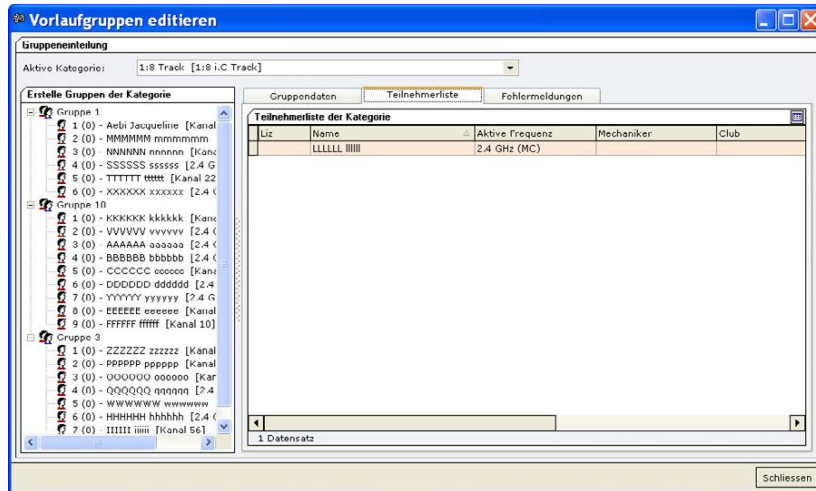 Vorlaufgruppen editieren
Gruppeneinteilung
Aktive Kategorie: 1:8 Track [1:8 i.C Track]
Erstelle Gruppen der Kategorie
Gruppe 1
1 (0) - Aebi Jacqueline [Kanal
2 (0) - MMMMMM mmmmmm
3 (0) - NNNNNN nnnnnn [Kana
4 (0) - SSSSSS ssssss [2.4 G
5 (0) - TTTTTT tttttt [Kanal 22
6 (0) - XXXXXX xxxxxx [2.4 (
Gruppe 10
1 (0) - KKKKKK kkkkkk [Kana
2 (0) - VVVVVV vvvvvv [2.4 (
3 (0) - AAAAAA aaaaaa [2.4 (
4 (0) - BBBBBB bbbbbb [2.4 (
5 (0) - CCCCCC cccccc [Kana
6 (0) - DDDDDD dddddd [2.4
7 (0) - YYYYYY yyyyyy [2.4 G
8 (0) - EEEEEE eeeeee [Kanal
9 (0) - FFFFFF ffffff [Kanal 10]
Gruppe 3
1 (0) - ZZZZZZ zzzzzz [Kanal
2 (0) - PPPPPP pppppp [Kanal
3 (0) - OOOOOO oooooo [Kar
4 (0) - QQQQQQ qqqqqq [2.4
5 (0) - WWWWWW wwwwww
6 (0) - HHHHHH hhhhhh [2.4 (
7 (0) - IIIIII iiiiii [Kanal 56]
Gruppendaten Teilnehmerliste Fehlermeldungen
Teilnehmerliste der Kategorie
Liz Name Aktive Frequenz Mechaniker Club
LLLLLL llllll 2.4 GHz (MC)
1 Datensatz
Schliessen